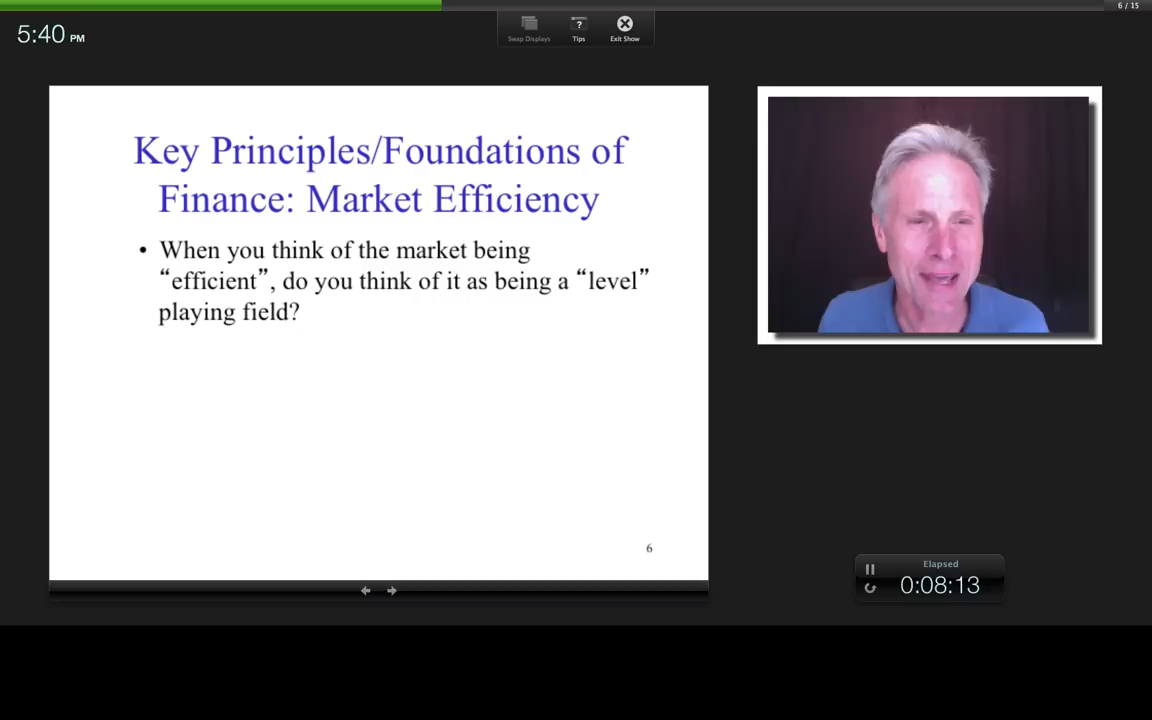 6 / 15
5:40 PM
Swap Displays
Tips
Exit Show
Key Principles/Foundations of
Finance: Market Efficiency
• When you think of the market being
“efficient”, do you think of it as being a “level”
playing field?
6
Elapsed
0:08:13